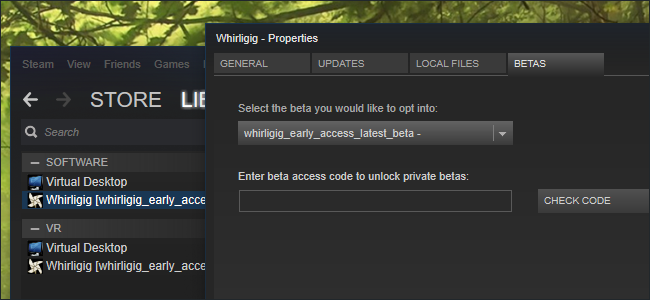 Whirligig - Properties
GENERAL UPDATES LOCAL FILES BETAS
Select the beta you would like to opt into:
whirligig_early_access_latest_beta -
Enter beta access code to unlock private betas:
CHECK CODE
Steam View Friends Games
STORE
Search
— SOFTWARE
Virtual Desktop
Whirligig [whirligig_early_acce
— VR
Virtual Desktop
Whirligig [whirligig_early_acce